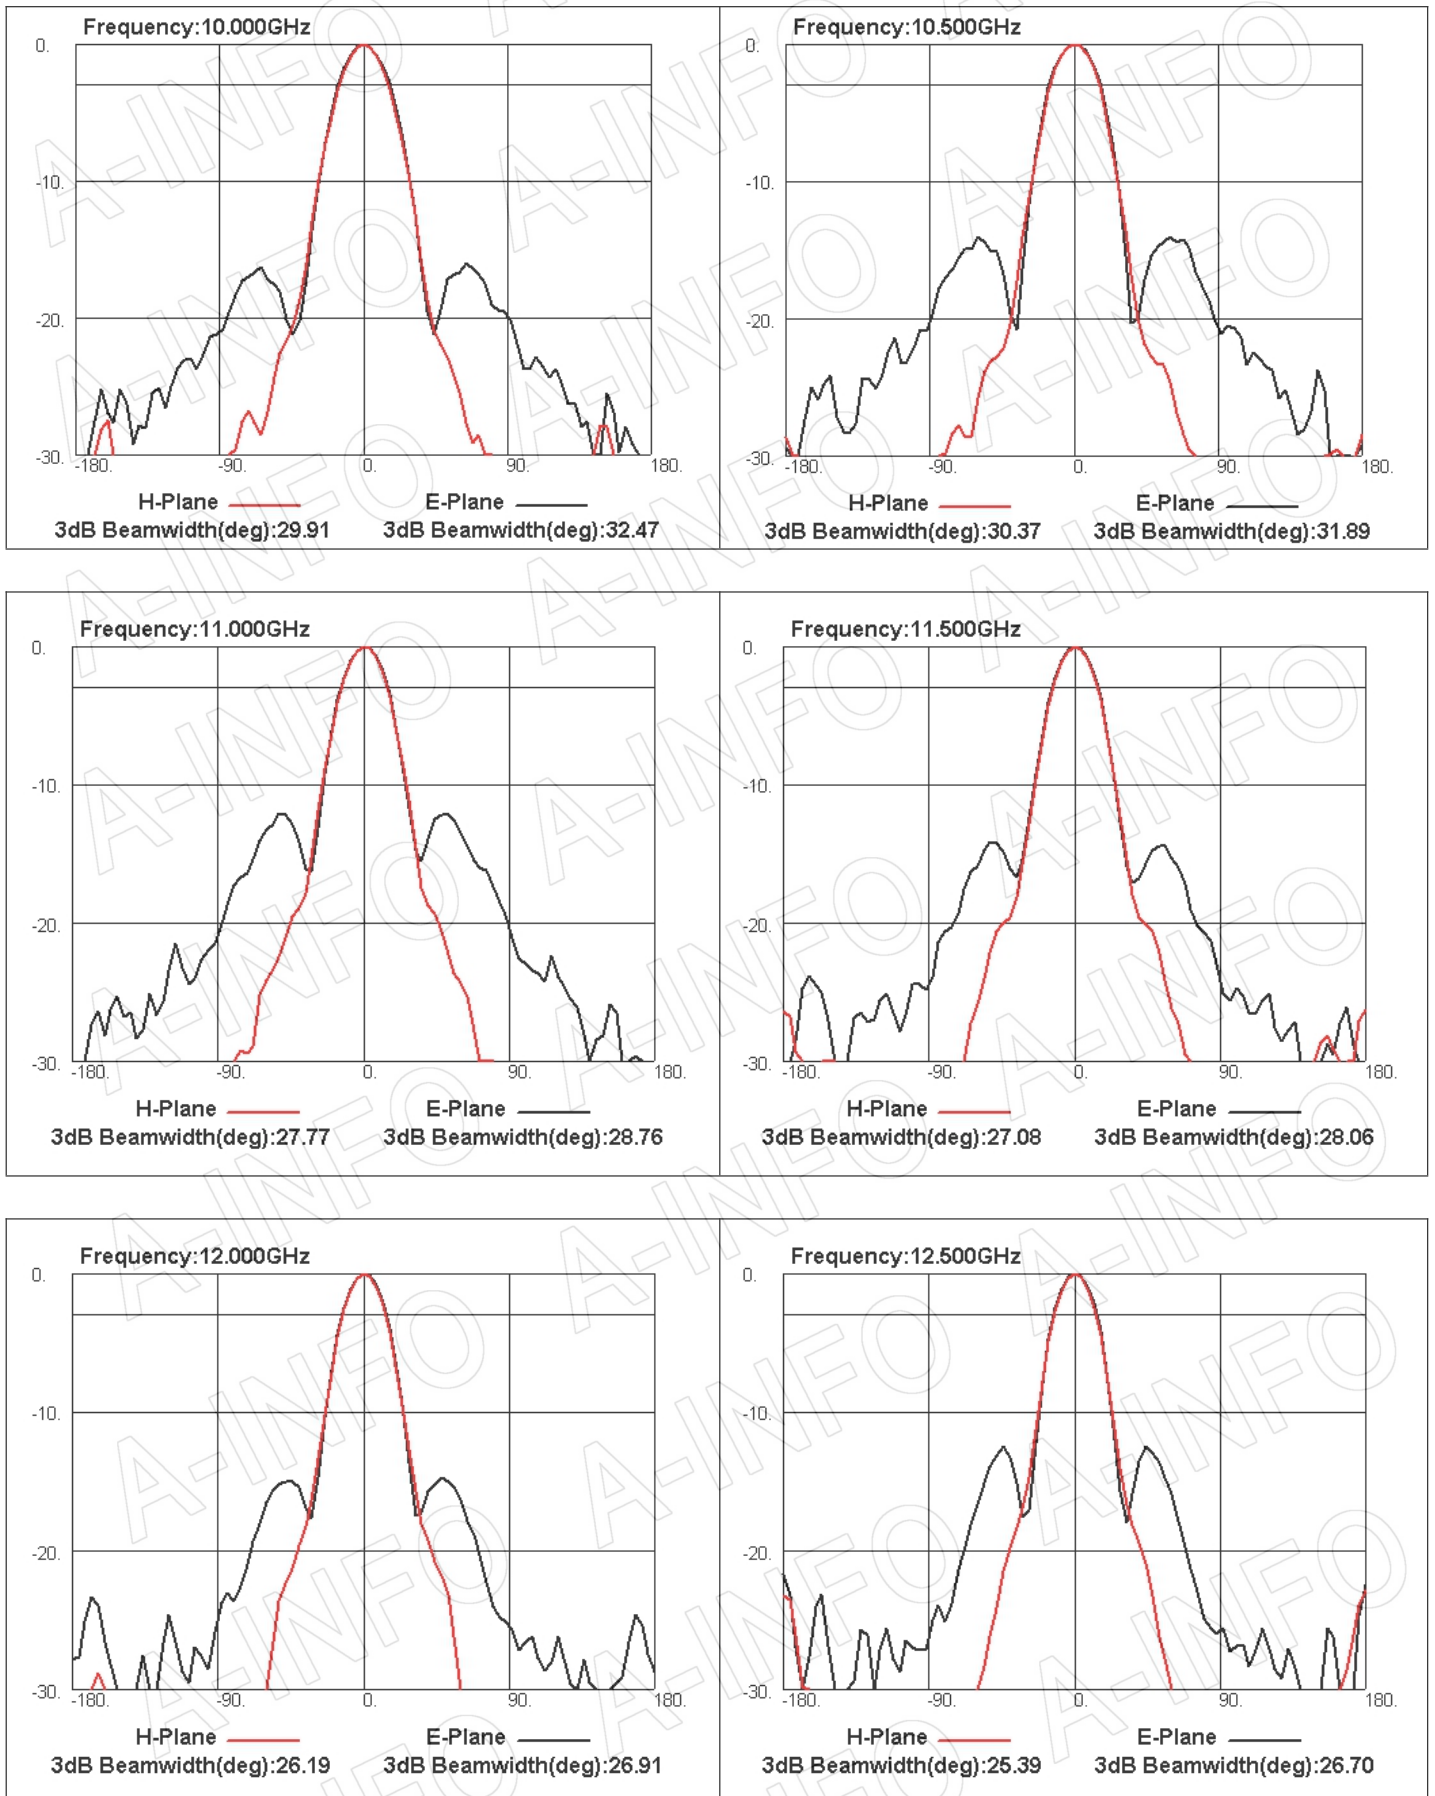 Frequency:10.000GHz
0.
-10.
-20.
-30.
-180. -90. 0. 90. 180.
H-Plane E-Plane
3dB Beamwidth(deg):29.91 3dB Beamwidth(deg):32.47
Frequency:10.500GHz
0.
-10.
-20.
-30.
-180. -90. 0. 90. 180.
H-Plane E-Plane
3dB Beamwidth(deg):30.37 3dB Beamwidth(deg):31.89
Frequency:11.000GHz
0.
-10.
-20.
-30.
-180. -90. 0. 90. 180.
H-Plane E-Plane
3dB Beamwidth(deg):27.77 3dB Beamwidth(deg):28.76
Frequency:11.500GHz
0.
-10.
-20.
-30.
-180. -90. 0. 90. 180.
H-Plane E-Plane
3dB Beamwidth(deg):27.08 3dB Beamwidth(deg):28.06
Frequency:12.000GHz
0.
-10.
-20.
-30.
-180. -90. 0. 90. 180.
H-Plane E-Plane
3dB Beamwidth(deg):26.19 3dB Beamwidth(deg):26.91
Frequency:12.500GHz
0.
-10.
-20.
-30.
-180. -90. 0. 90. 180.
H-Plane E-Plane
3dB Beamwidth(deg):25.39 3dB Beamwidth(deg):26.70
A-INFO